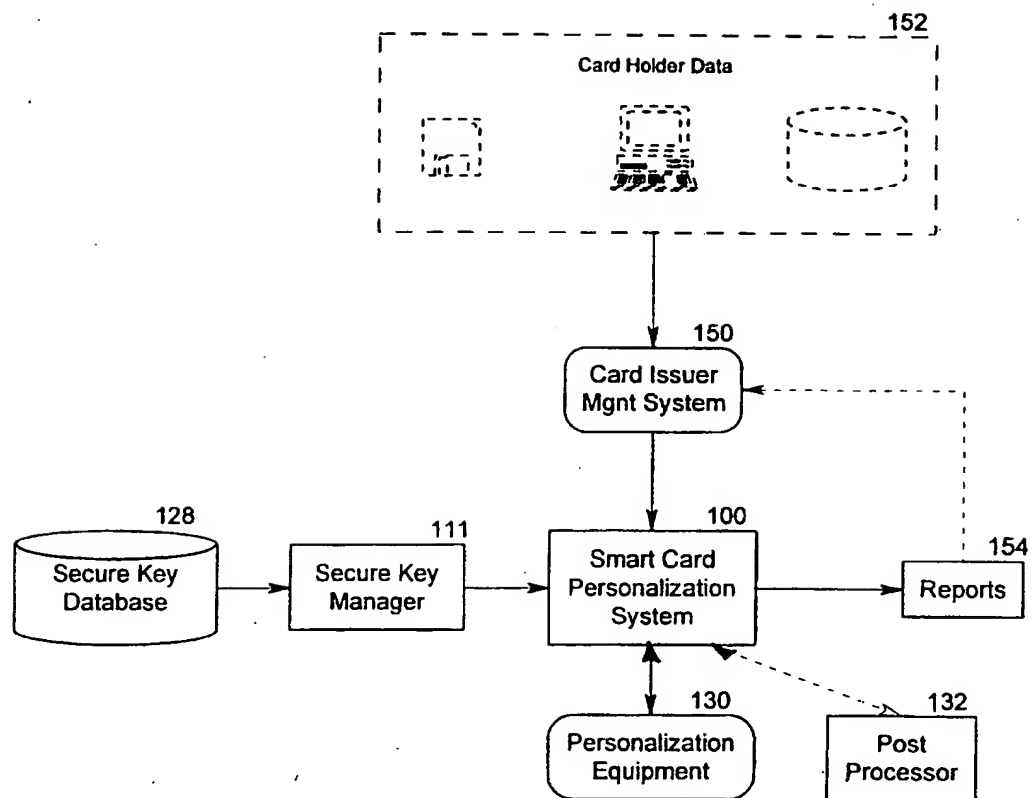 152
Card Holder Data
150
Card Issuer
Mgnt System
128
Secure Key
Database
111
Secure Key
Manager
100
Smart Card
Personalization
System
154
Reports
130
Personalization
Equipment
132
Post
Processor